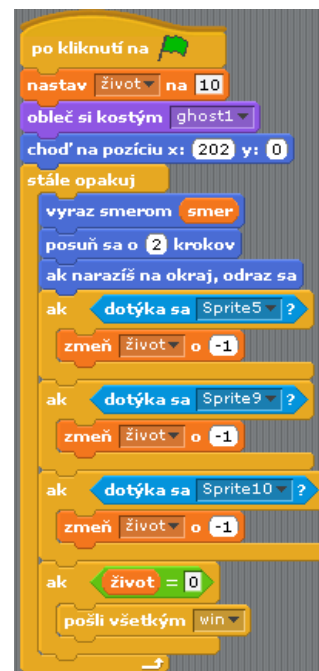 po kliknutí na
nastav život na 10
obleč si kostým ghost1
choď na pozíciu x: 202 y: 0
stále opakuj
vyraz smerom smer
posuň sa o 2 krokov
ak narazíš na okraj, odraz sa
ak dotýka sa Sprite5 ?
zmeň život o -1
ak dotýka sa Sprite9 ?
zmeň život o -1
ak dotýka sa Sprite10 ?
zmeň život o -1
ak život = 0
pošli všetkým win